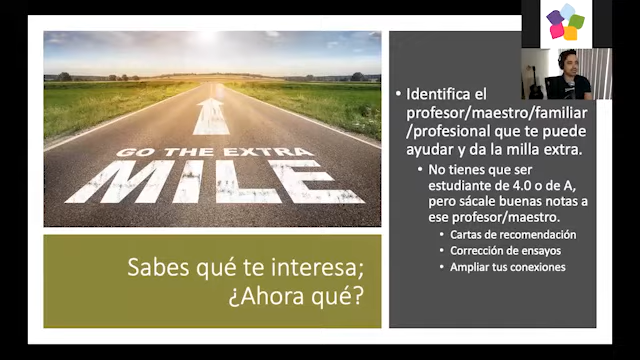 GO THE EXTRA
MILE
Sabes qué te interesa;
¿Ahora qué?
• Identifica el
profesor/maestro/familiar
/profesional que te puede
ayudar y da la milla extra.
• No tienes que ser
estudiante de 4.0 o de A,
pero sácale buenas notas a
ese profesor/maestro.
• Cartas de recomendación
• Corrección de ensayos
• Ampliar tus conexiones